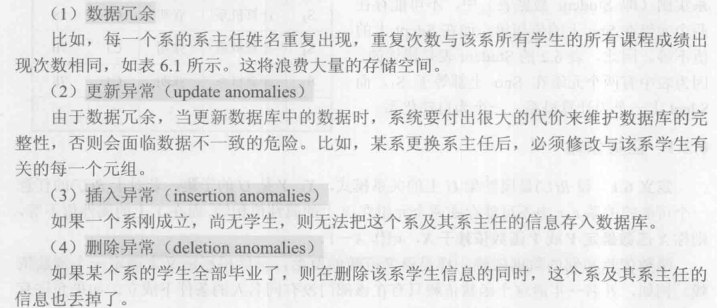 （1）数据冗余
比如，每一个系的系主任姓名重复出现，重复次数与该系所有学生的所有课程成绩出
现次数相同，如表 6.1 所示。这将浪费大量的存储空间。
（2）更新异常（update anomalies）
由于数据冗余，当更新数据库中的数据时，系统要付出很大的代价来维护数据库的完
整性，否则会面临数据不一致的危险。比如，某系更换系主任后，必须修改与该系学生有
关的每一个元组。
（3）插入异常（insertion anomalies）
如果一个系刚成立，尚无学生，则无法把这个系及其系主任的信息存入数据库。
（4）删除异常（deletion anomalies）
如果某个系的学生全部毕业了，则在删除该系学生信息的同时，这个系及其系主任的
信息也丢掉了。